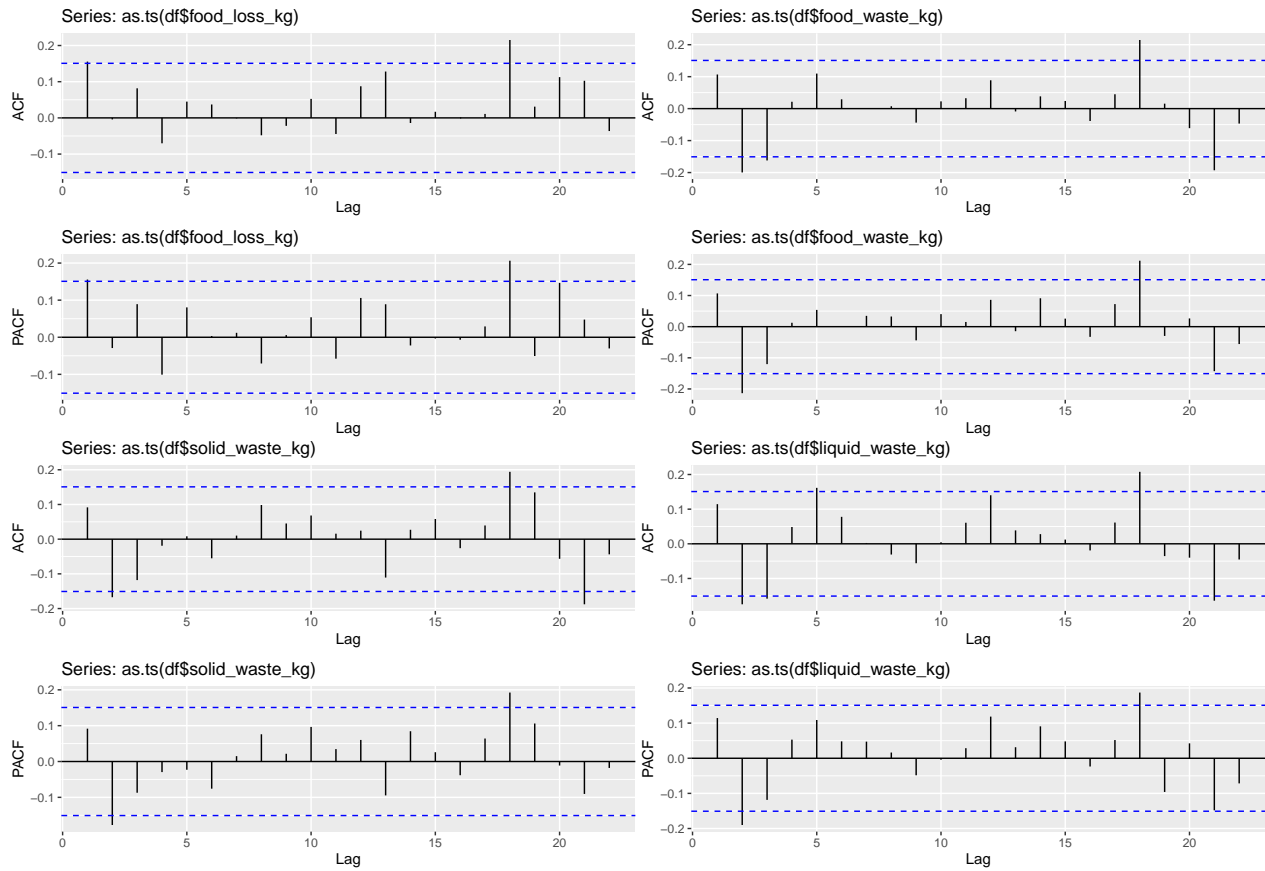 Series: as.ts(df$food_loss_kg)
0.2
0.1
0.0
−0.1
ACF
0 5 10 15 20
Lag
Series: as.ts(df$food_waste_kg)
0.2
0.1
0.0
−0.1
−0.2
ACF
0 5 10 15 20
Lag
Series: as.ts(df$food_loss_kg)
0.2
0.1
0.0
−0.1
PACF
0 5 10 15 20
Lag
Series: as.ts(df$food_waste_kg)
0.2
0.1
0.0
−0.1
−0.2
PACF
0 5 10 15 20
Lag
Series: as.ts(df$solid_waste_kg)
0.2
0.1
0.0
−0.1
−0.2
ACF
0 5 10 15 20
Lag
Series: as.ts(df$liquid_waste_kg)
0.2
0.1
0.0
−0.1
ACF
0 5 10 15 20
Lag
Series: as.ts(df$solid_waste_kg)
0.2
0.1
0.0
−0.1
PACF
0 5 10 15 20
Lag
Series: as.ts(df$liquid_waste_kg)
0.2
0.1
0.0
−0.1
−0.2
PACF
0 5 10 15 20
Lag